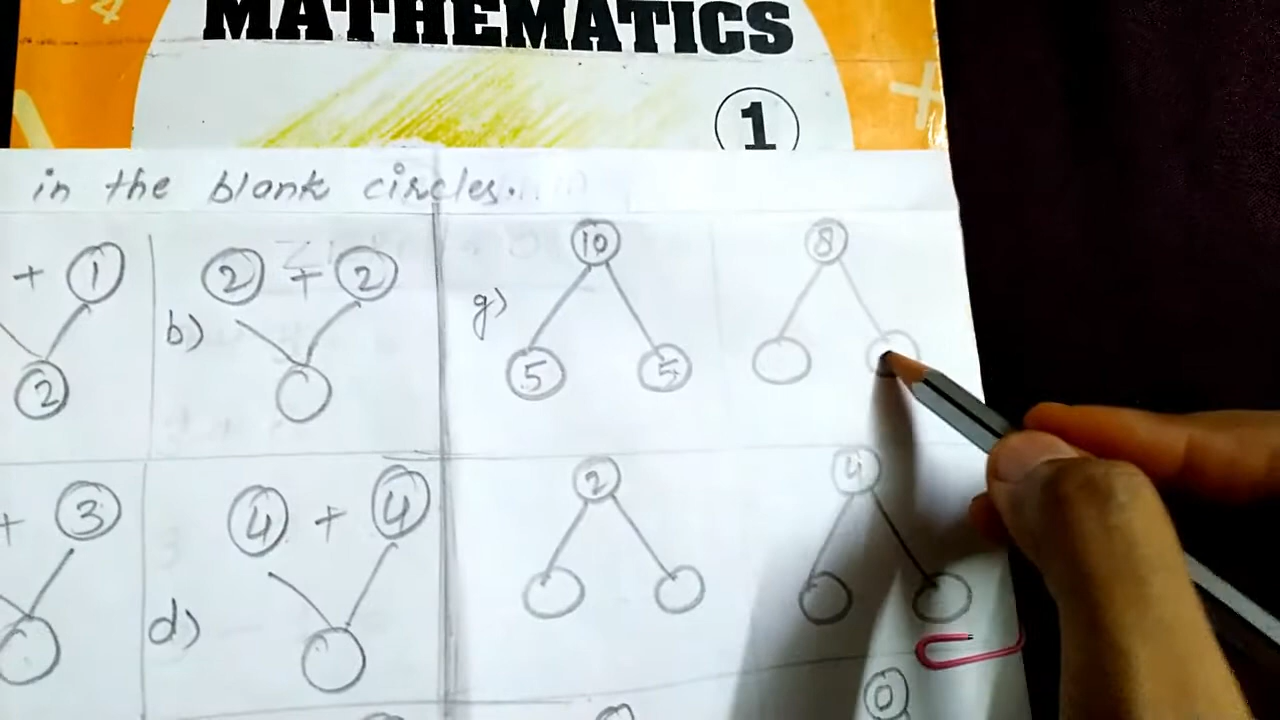 MATHEMATICS
1
in the blank circles.
+ 1
2
b) 2 + 2
g) 10
5 5
8
+ 3
d) 4 + 4
2
4
0